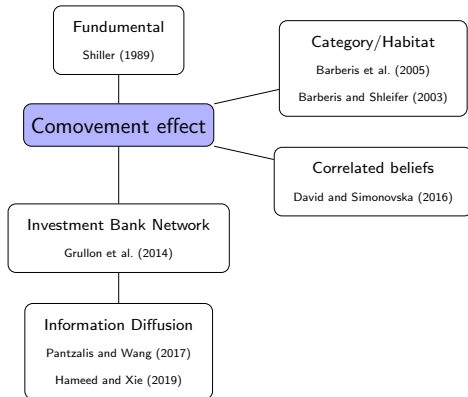 Fundumental
Shiller (1989)
Category/Habitat
Barberis et al. (2005)
Barberis and Shleifer (2003)
Comovement effect
Correlated beliefs
David and Simonovska (2016)
Investment Bank Network
Grullon et al. (2014)
Information Diffusion
Pantzalis and Wang (2017)
Hameed and Xie (2019)